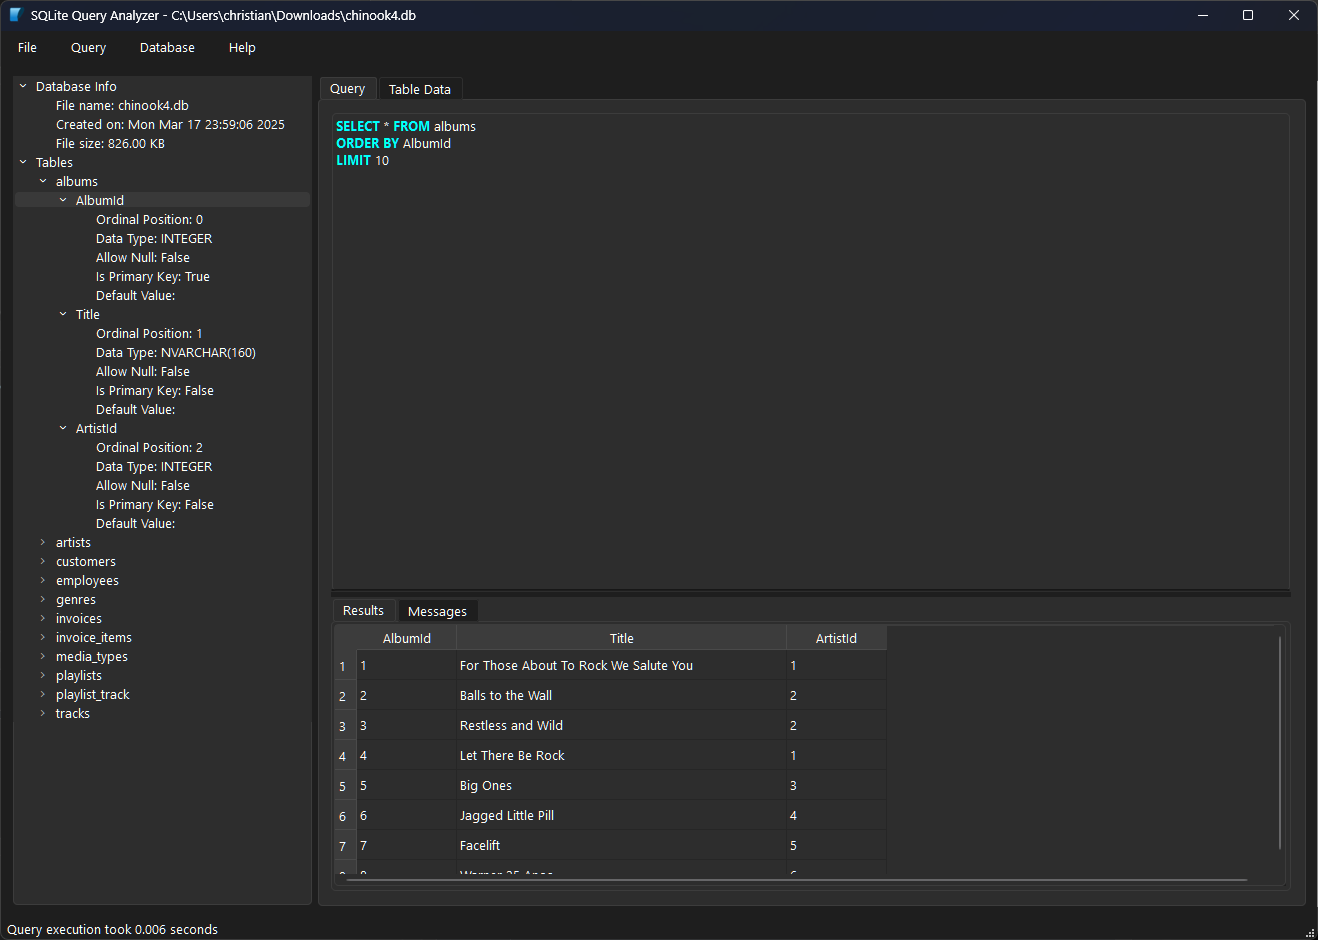 SQLite Query Analyzer - C:\Users\christian\Downloads\chinook4.db
File Query Database Help
Database Info
File name: chinook4.db
Created on: Mon Mar 17 23:59:06 2025
File size: 826.00 KB
Tables
albums
AlbumId
Ordinal Position: 0
Data Type: INTEGER
Allow Null: False
Is Primary Key: True
Default Value:
Title
Ordinal Position: 1
Data Type: NVARCHAR(160)
Allow Null: False
Is Primary Key: False
Default Value:
ArtistId
Ordinal Position: 2
Data Type: INTEGER
Allow Null: False
Is Primary Key: False
Default Value:
artists
customers
employees
genres
invoices
invoice_items
media_types
playlists
playlist_track
tracks
Query Table Data
SELECT * FROM albums
ORDER BY AlbumId
LIMIT 10
Results Messages
AlbumId Title ArtistId
1 1 For Those About To Rock We Salute You 1
2 2 Balls to the Wall 2
3 3 Restless and Wild 2
4 4 Let There Be Rock 1
5 5 Big Ones 3
6 6 Jagged Little Pill 4
7 7 Facelift 5
Query execution took 0.006 seconds